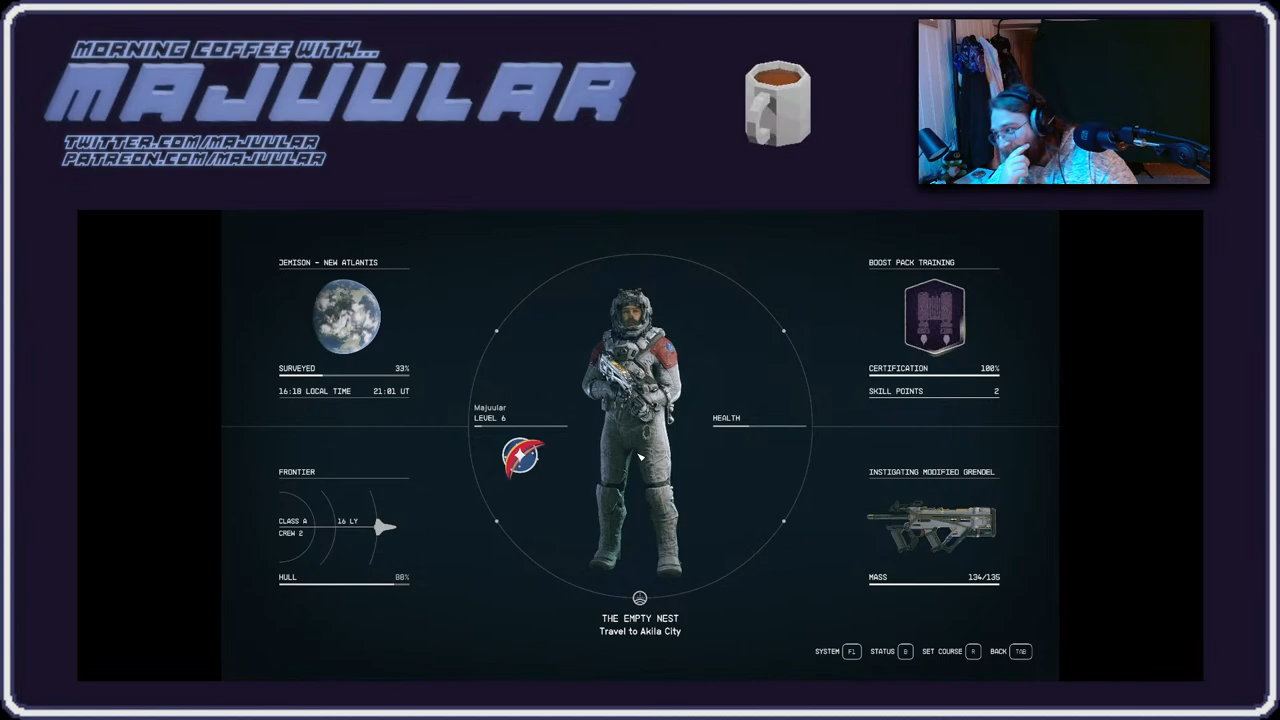 MORNING COFFEE WITH...
MAJUULAR
TWITTER.COM/MAJUULAR
PATREON.COM/MAJUULAR
JEMISON - NEW ATLANTIS
SURVEYED 33%
16:18 LOCAL TIME 21:01 UT
BOOST PACK TRAINING
CERTIFICATION 100%
SKILL POINTS 2
Majuular
LEVEL 6
HEALTH
FRONTIER
CLASS A 16 LY
CREW 2
HULL 88%
INSTIGATING MODIFIED GRENDEL
MASS 134/135
THE EMPTY NEST
Travel to Akila City
SYSTEM F1 STATUS B SET COURSE R BACK TAB